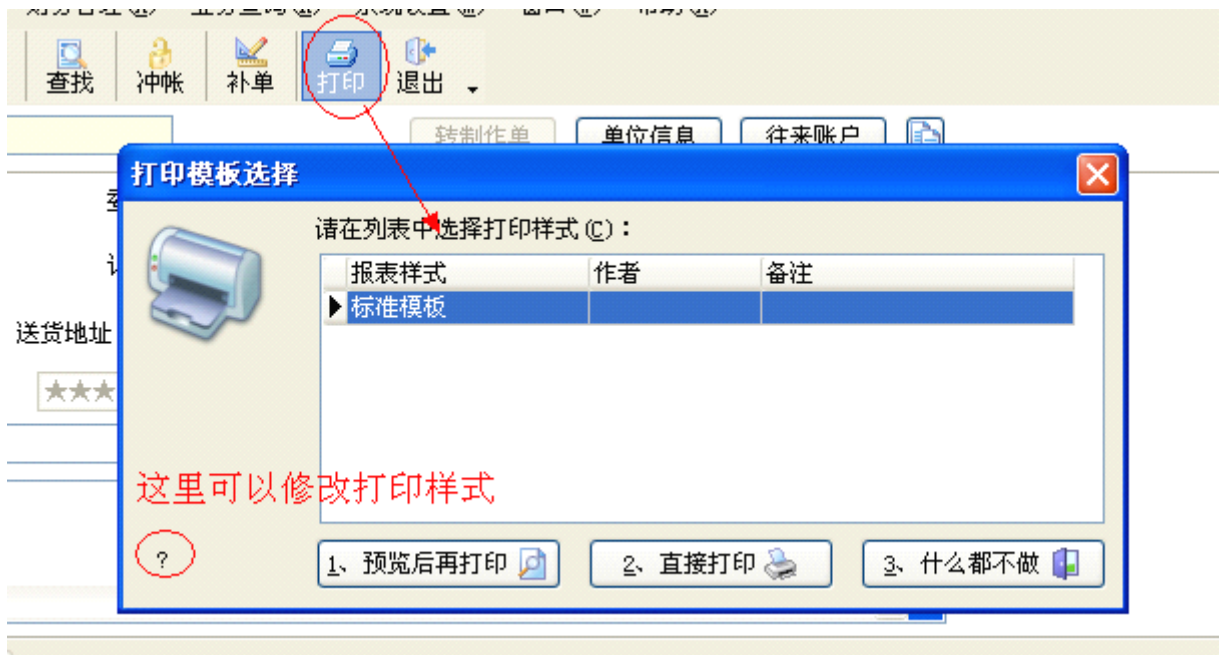 查找 冲帐 补单 打印 退出
转制作单 单位信息 往来账户
打印模板选择
请在列表中选择打印样式(C)：
报表样式 作者 备注
标准模板
送货地址
★★★
这里可以修改打印样式
?
1、预览后再打印 2、直接打印 3、什么都不做